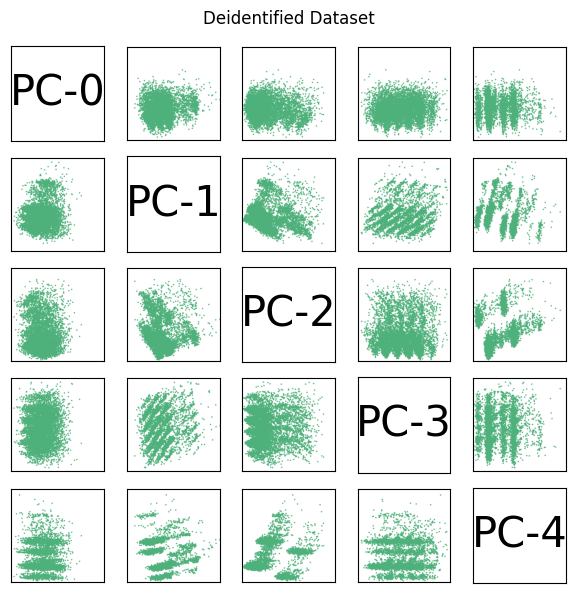 Deidentified Dataset
PC-0
PC-1
PC-2
PC-3
PC-4